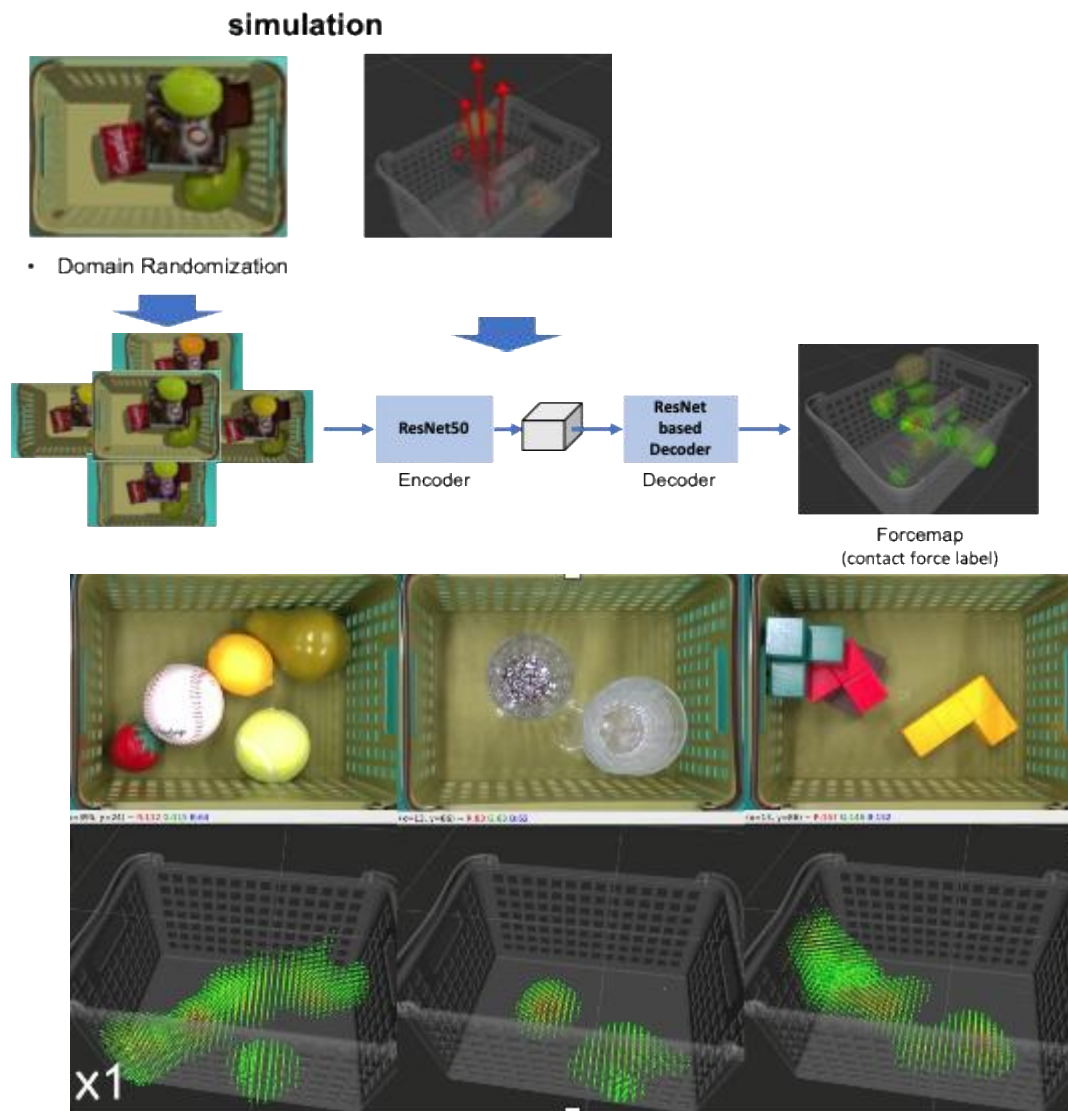 simulation
• Domain Randomization
ResNet50
ResNet
based
Decoder
Encoder
Decoder
Forcemap
(contact force label)
x1